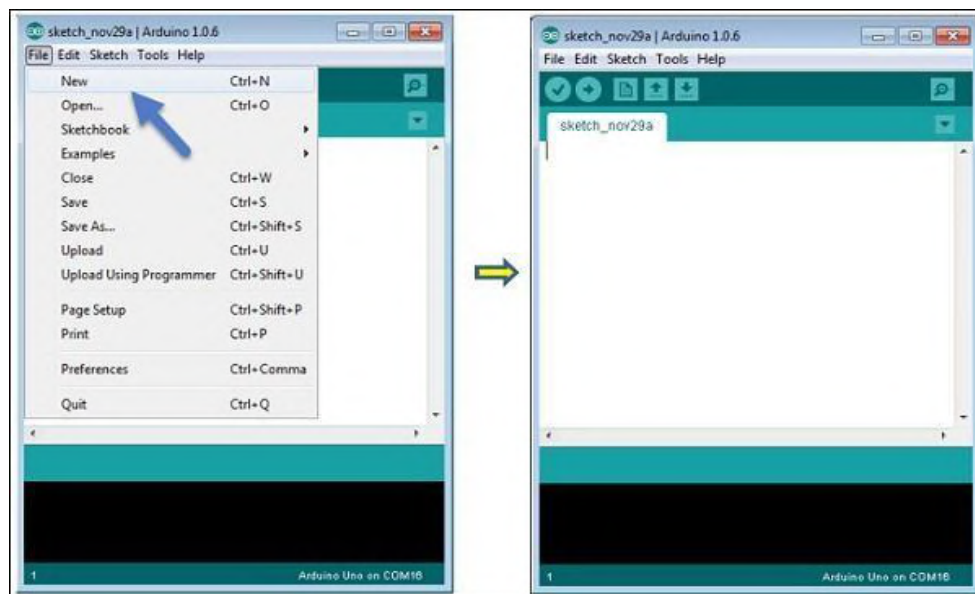 sketch_nov29a | Arduino 1.0.6
File Edit Sketch Tools Help
New Ctrl+N
Open... Ctrl+O
Sketchbook
Examples
Close Ctrl+W
Save Ctrl+S
Save As... Ctrl+Shift+S
Upload Ctrl+U
Upload Using Programmer Ctrl+Shift+U
Page Setup Ctrl+Shift+P
Print Ctrl+P
Preferences Ctrl+Comma
Quit Ctrl+Q
1 Arduino Uno on COM16
sketch_nov29a | Arduino 1.0.6
File Edit Sketch Tools Help
sketch_nov29a
1 Arduino Uno on COM16